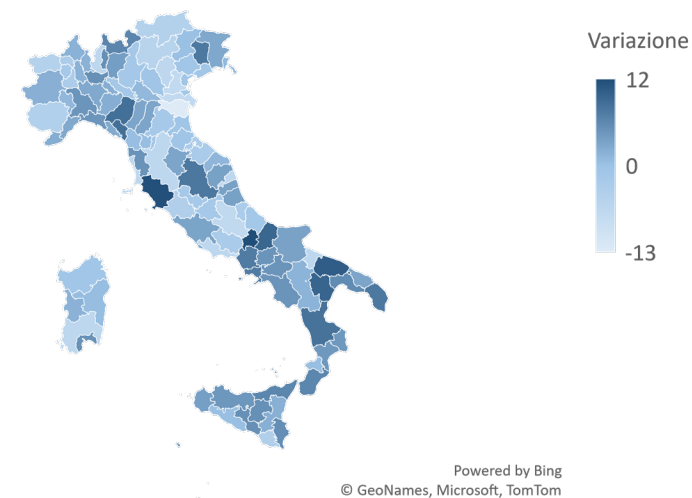 Variazione
12
0
-13
Powered by Bing
© GeoNames, Microsoft, TomTom